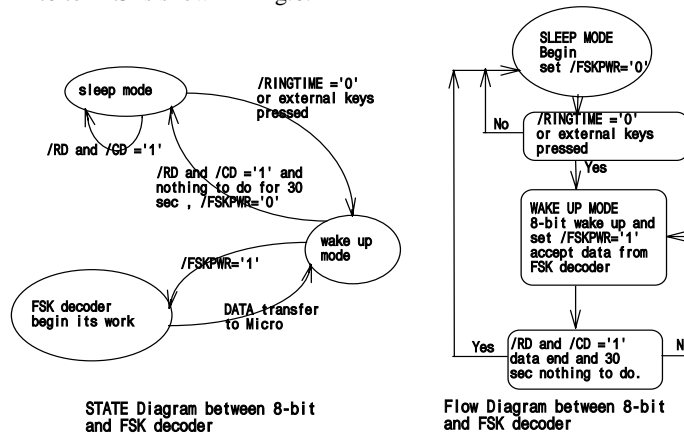 sleep mode
/RINGTIME ='0'
or external keys
pressed
/RD and /CD ='1'
/RD and /CD ='1' and
nothing to do for 30
sec , /FSKPWR='0'
wake up
mode
/FSKPWR='1'
FSK decoder
begin its work
DATA transfer
to Micro
STATE Diagram between 8-bit
and FSK decoder
SLEEP MODE
Begin
set /FSKPWR='0'
No
/RINGTIME ='0'
or external keys
pressed
Yes
WAKE UP MODE
8-bit wake up and
set /FSKPWR='1'
accept data from
FSK decoder
Yes
/RD and /CD ='1'
data end and 30
sec nothing to do.
N
Flow Diagram between 8-bit
and FSK decoder